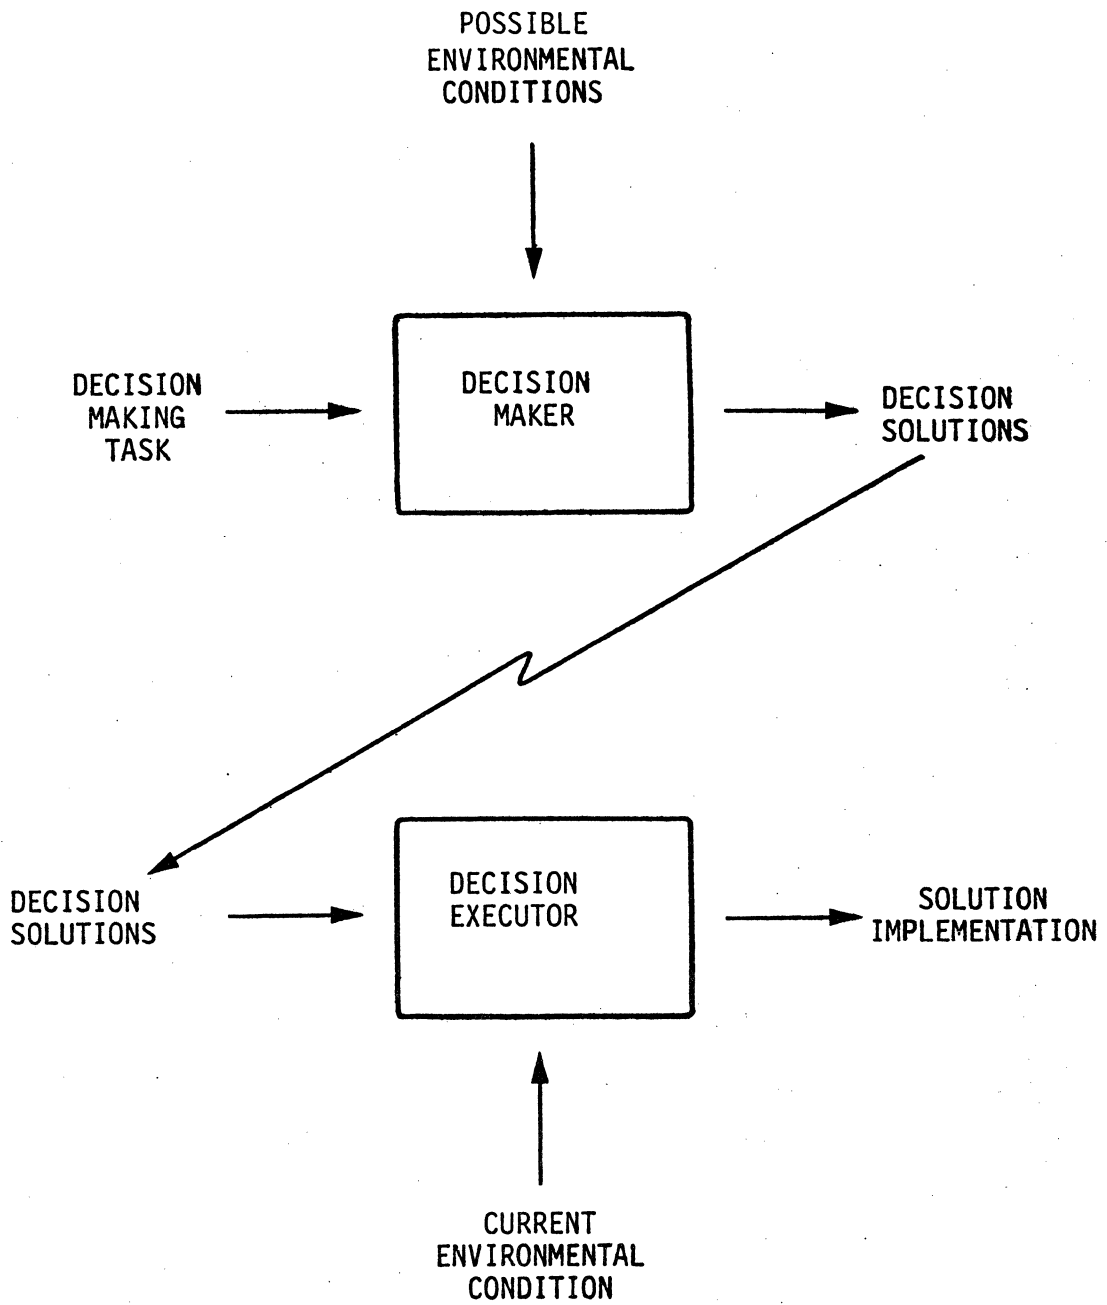 POSSIBLE
ENVIRONMENTAL
CONDITIONS
DECISION
MAKING
TASK
DECISION
MAKER
DECISION
SOLUTIONS
DECISION
SOLUTIONS
DECISION
EXECUTOR
SOLUTION
IMPLEMENTATION
CURRENT
ENVIRONMENTAL
CONDITION